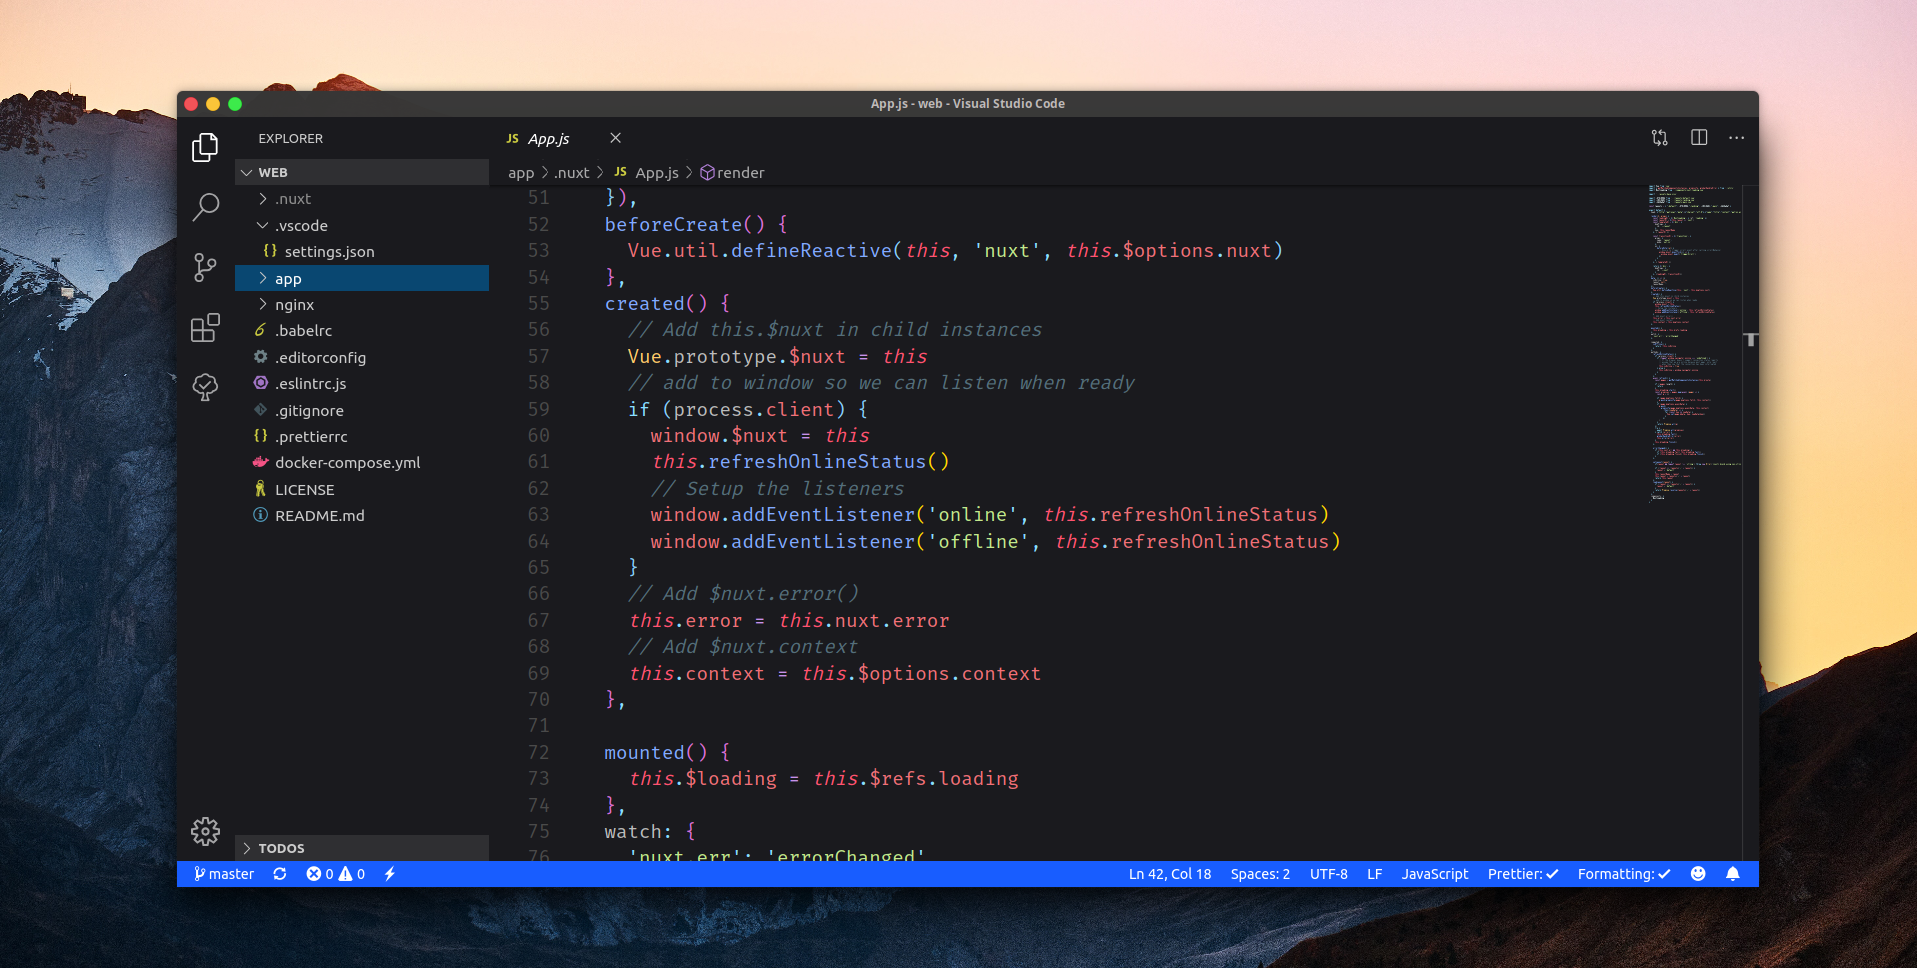 App.js - web - Visual Studio Code
EXPLORER
WEB
.nuxt
.vscode
{} settings.json
app
nginx
.babelrc
.editorconfig
.eslintrc.js
.gitignore
{} .prettierrc
docker-compose.yml
LICENSE
README.md
TODOS
JS App.js
app > .nuxt > JS App.js > render
51 }),
52 beforeCreate() {
53 Vue.util.defineReactive(this, 'nuxt', this.$options.nuxt)
54 },
55 created() {
56 // Add this.$nuxt in child instances
57 Vue.prototype.$nuxt = this
58 // add to window so we can listen when ready
59 if (process.client) {
60 window.$nuxt = this
61 this.refreshOnlineStatus()
62 // Setup the listeners
63 window.addEventListener('online', this.refreshOnlineStatus)
64 window.addEventListener('offline', this.refreshOnlineStatus)
65 }
66 // Add $nuxt.error()
67 this.error = this.nuxt.error
68 // Add $nuxt.context
69 this.context = this.$options.context
70 },
71
72 mounted() {
73 this.$loading = this.$refs.loading
74 },
75 watch: {
76 'nuxt.err': 'errorChanged'
master 0 0 Ln 42, Col 18 Spaces: 2 UTF-8 LF JavaScript Prettier: ✓ Formatting: ✓